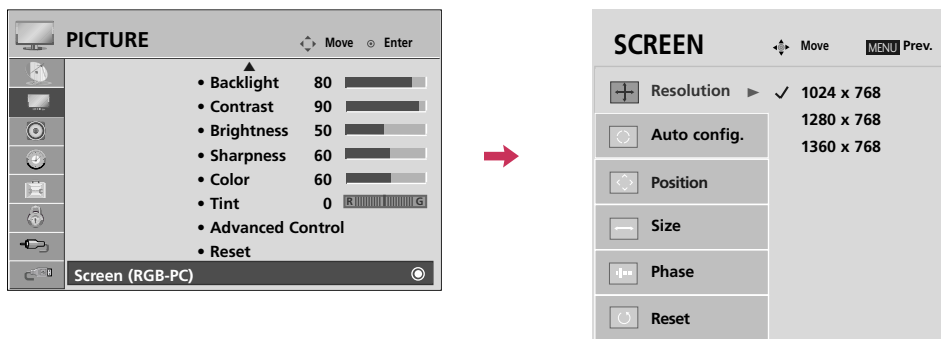 PICTURE
Move
Enter
• Backlight 80
• Contrast 90
• Brightness 50
• Sharpness 60
• Color 60
• Tint 0 R G
• Advanced Control
• Reset
Screen (RGB-PC)
SCREEN
Move
MENU Prev.
Resolution ► ✓ 1024 x 768
1280 x 768
1360 x 768
Auto config.
Position
Size
Phase
Reset